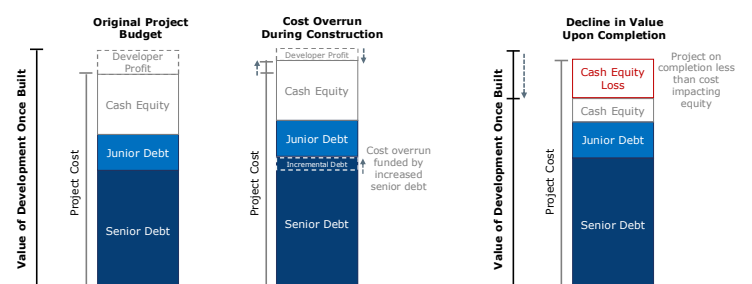 Original Project
Budget
Cost Overrun
During Construction
Decline in Value
Upon Completion
Value of Development Once Built
Project Cost
Developer
Profit
Cash Equity
Junior Debt
Senior Debt
Project Cost
Developer Profit
Cash Equity
Junior Debt
Incremental Debt
Senior Debt
Cost overrun
funded by
increased
senior debt
Value of Development Once Built
Project Cost
Cash Equity
Loss
Cash Equity
Junior Debt
Senior Debt
Project on
completion less
than cost
impacting
equity